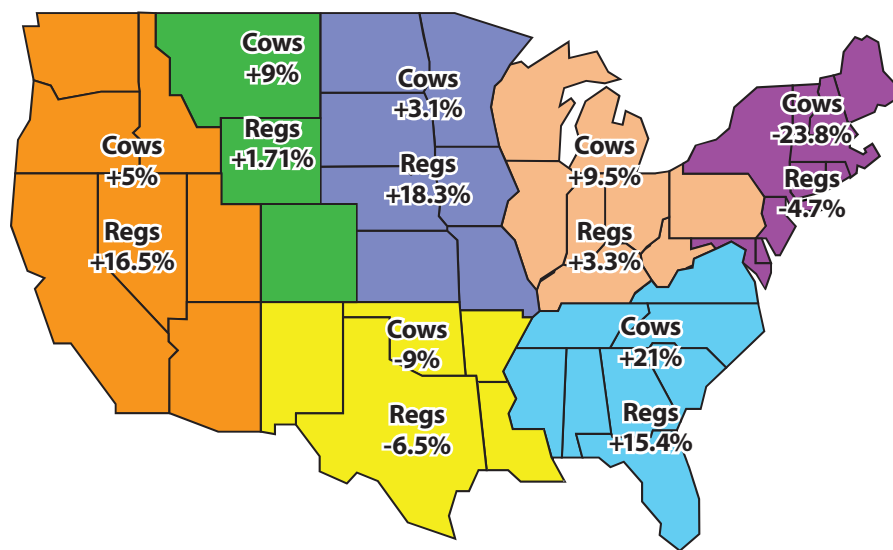 Cows
+9%
Regs
+1.71%
Cows
+3.1%
Regs
+18.3%
Cows
+5%
Regs
+16.5%
Cows
+9.5%
Regs
+3.3%
Cows
-23.8%
Regs
-4.7%
Cows
-9%
Regs
-6.5%
Cows
+21%
Regs
+15.4%